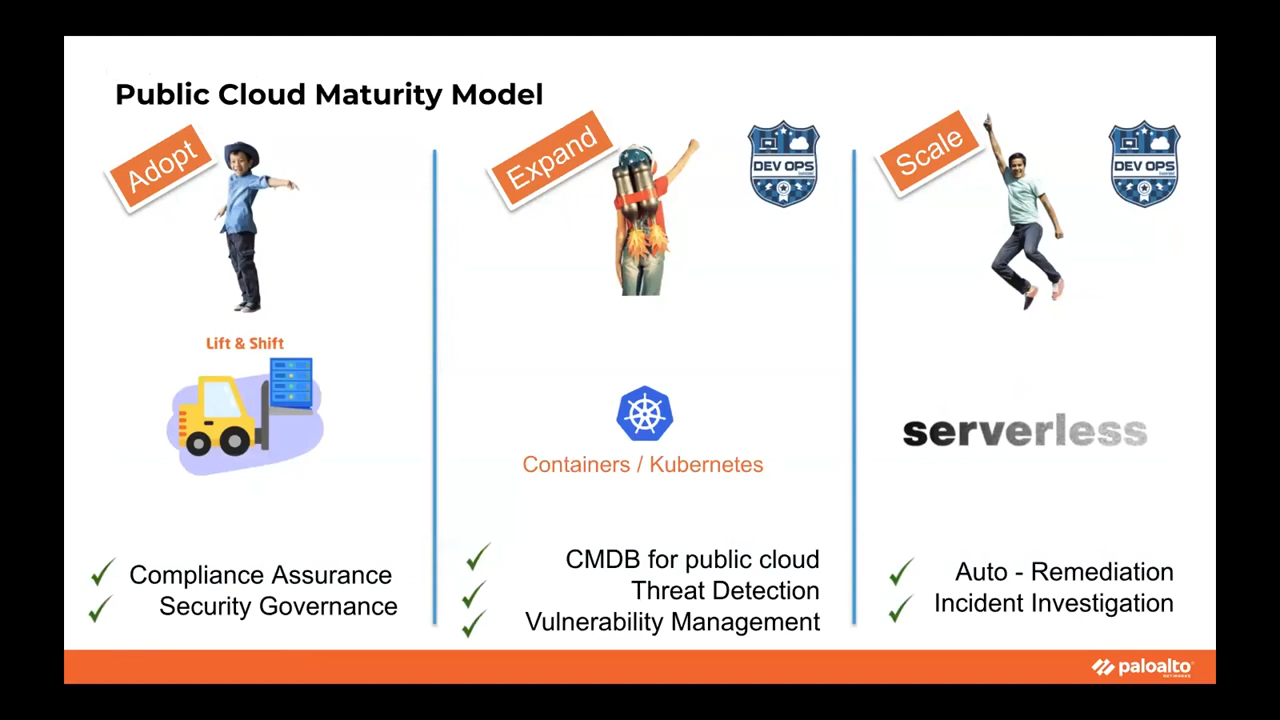 Public Cloud Maturity Model
Adopt
Lift & Shift
Compliance Assurance
Security Governance
Expand
DEV OPS
Containers / Kubernetes
CMDB for public cloud
Threat Detection
Vulnerability Management
Scale
DEV OPS
serverless
Auto - Remediation
Incident Investigation
paloalto
NETWORKS